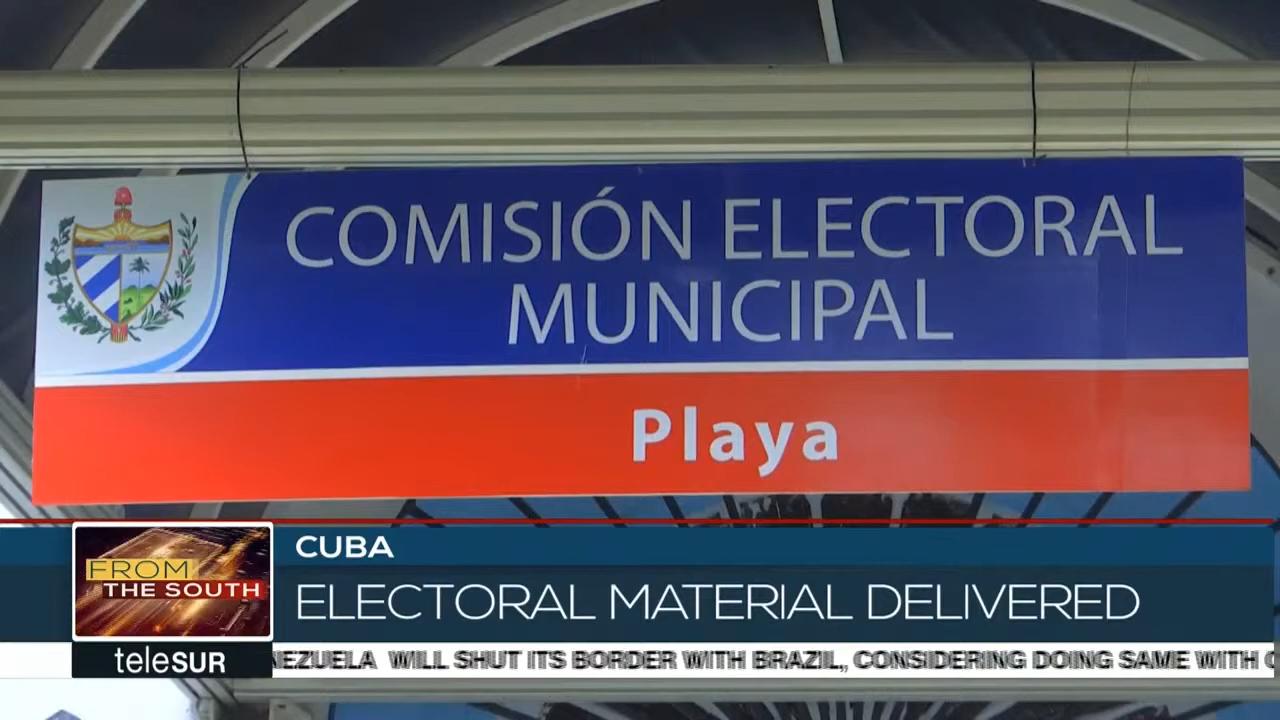 COMISIÓN ELECTORAL
MUNICIPAL
Playa
CUBA
FROM
THE SOUTH
ELECTORAL MATERIAL DELIVERED
teleSUR
WILL SHUT ITS BORDER WITH BRAZIL, CONSIDERING DOING SAME WITH